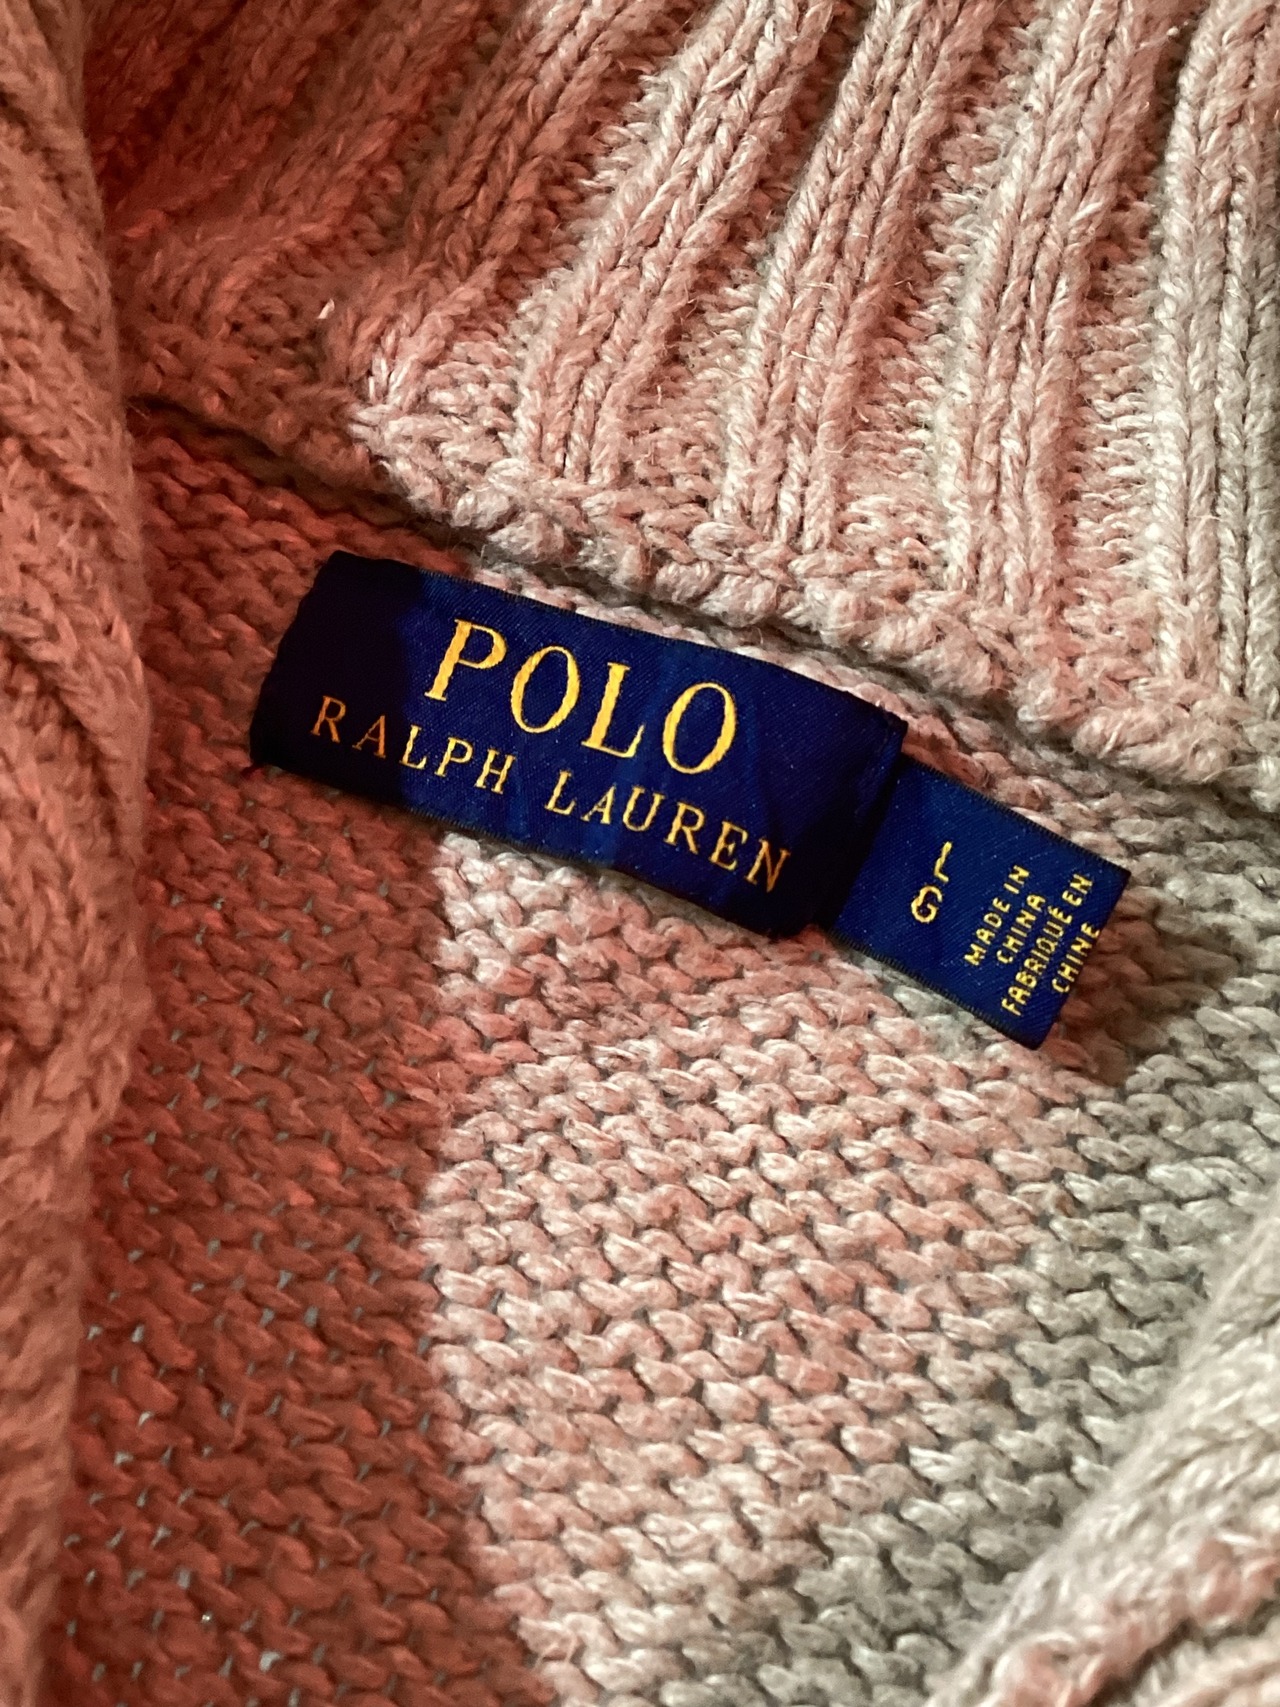 POLO
RALPH LAUREN
L
G
MADE IN
CHINA
FABRIQUÉ EN
CHINE